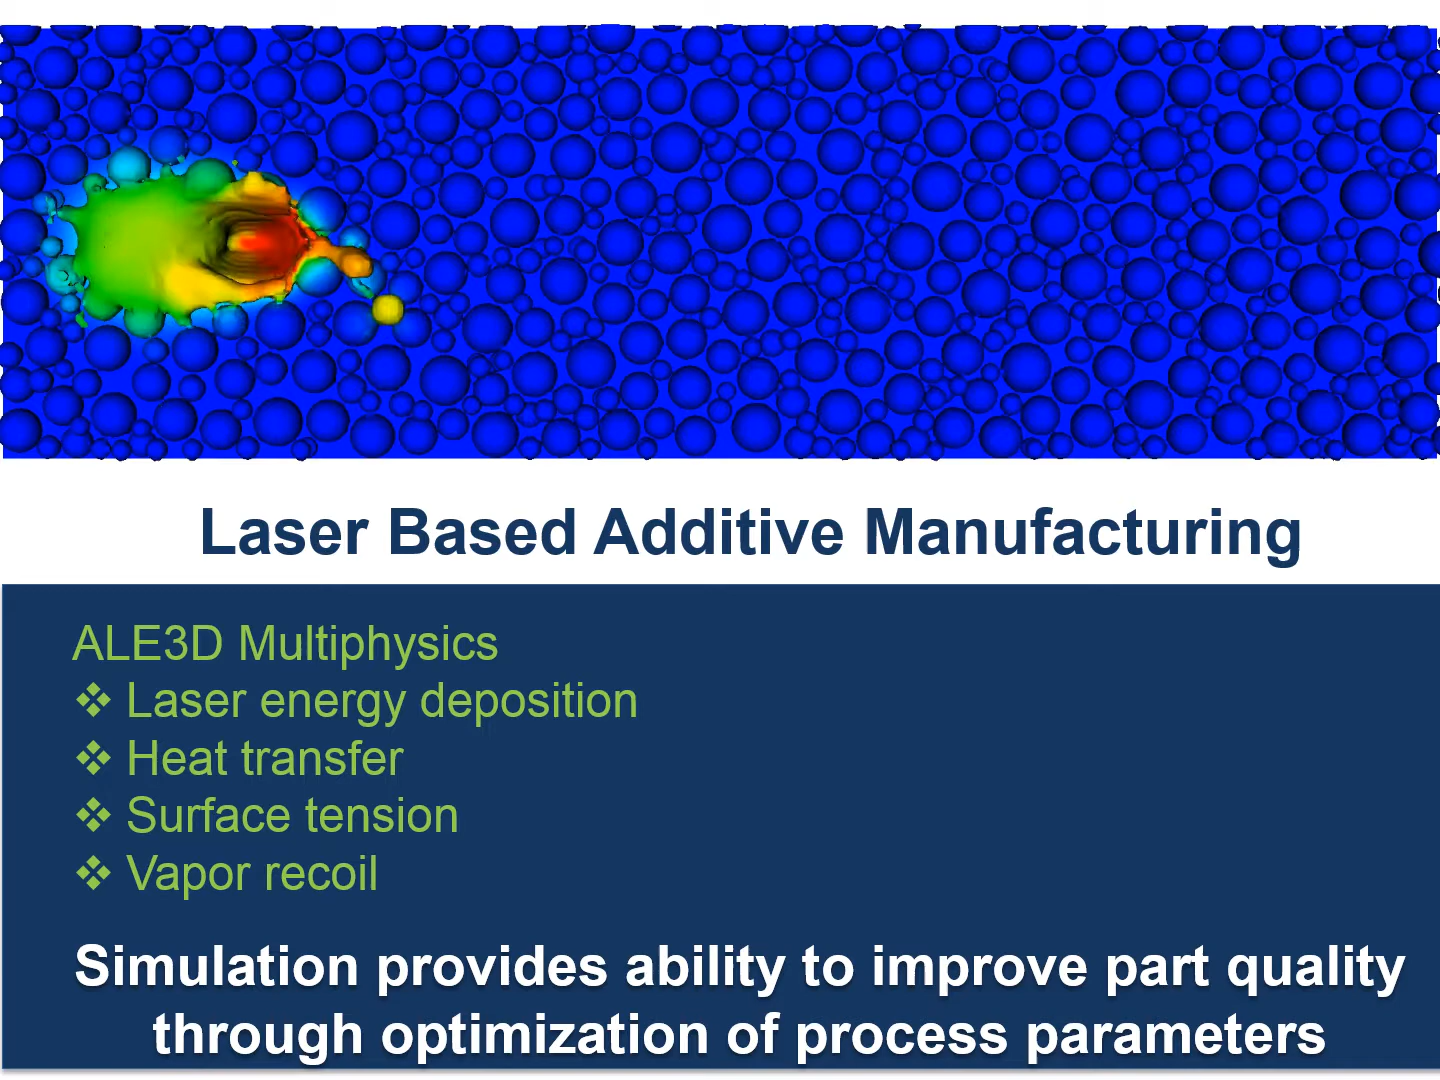 Laser Based Additive Manufacturing
ALE3D Multiphysics
❖ Laser energy deposition
❖ Heat transfer
❖ Surface tension
❖ Vapor recoil
Simulation provides ability to improve part quality
through optimization of process parameters